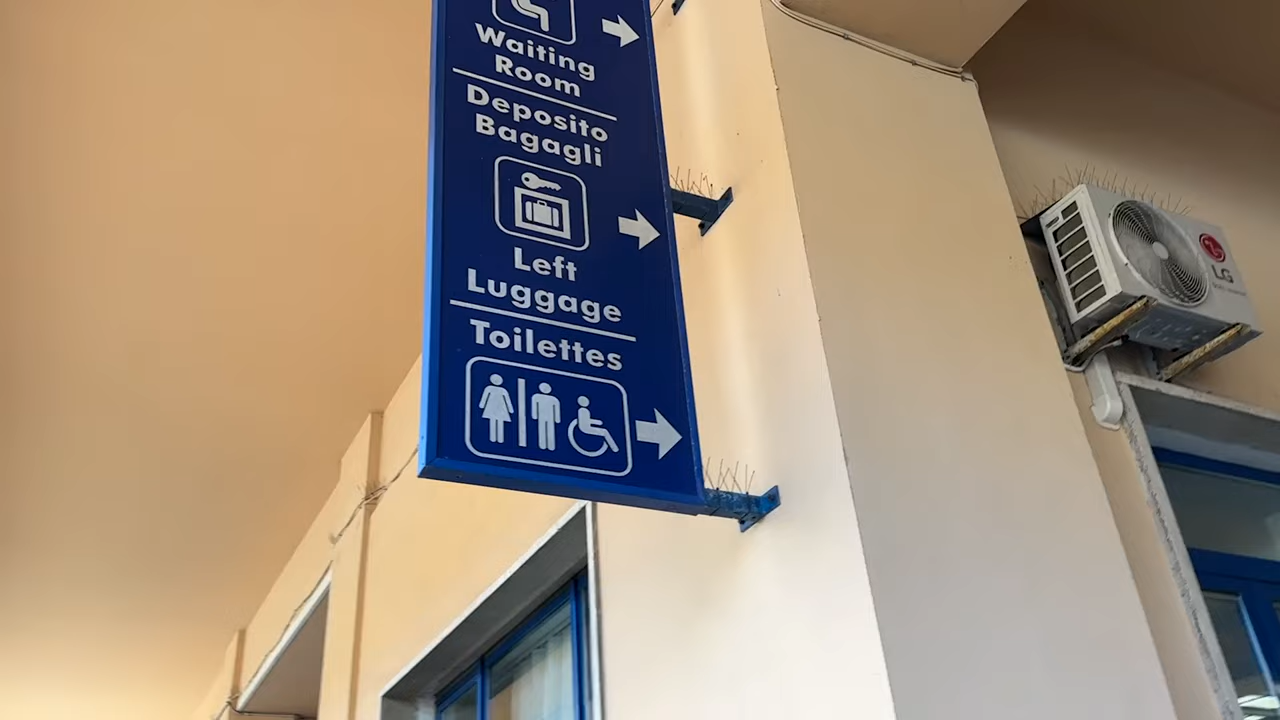 Waiting
Room
Deposito
Bagagli
Left
Luggage
Toilettes
LG